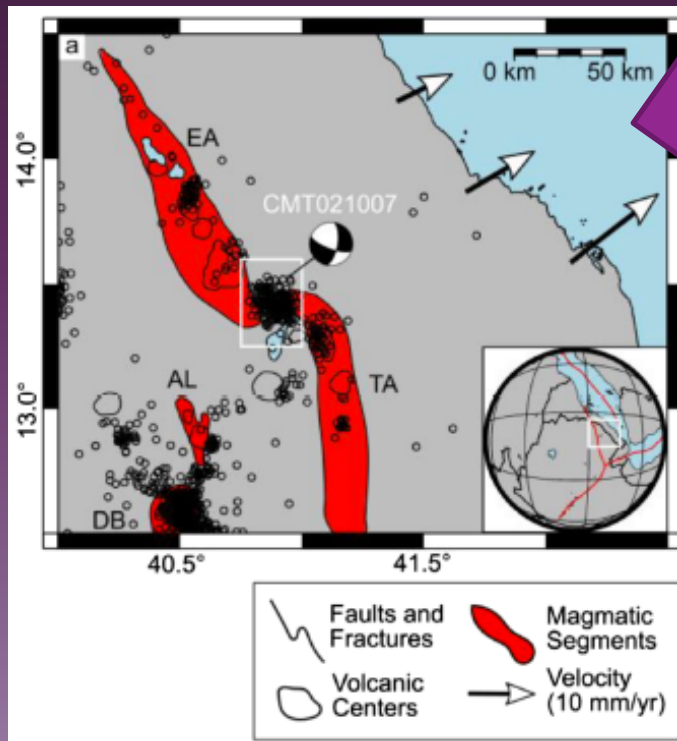 a
0 km 50 km
EA
14.0°
CMT021007
AL
TA
13.0°
DB
40.5° 41.5°
Faults and
Fractures
Magmatic
Segments
Volcanic
Centers
Velocity
(10 mm/yr)